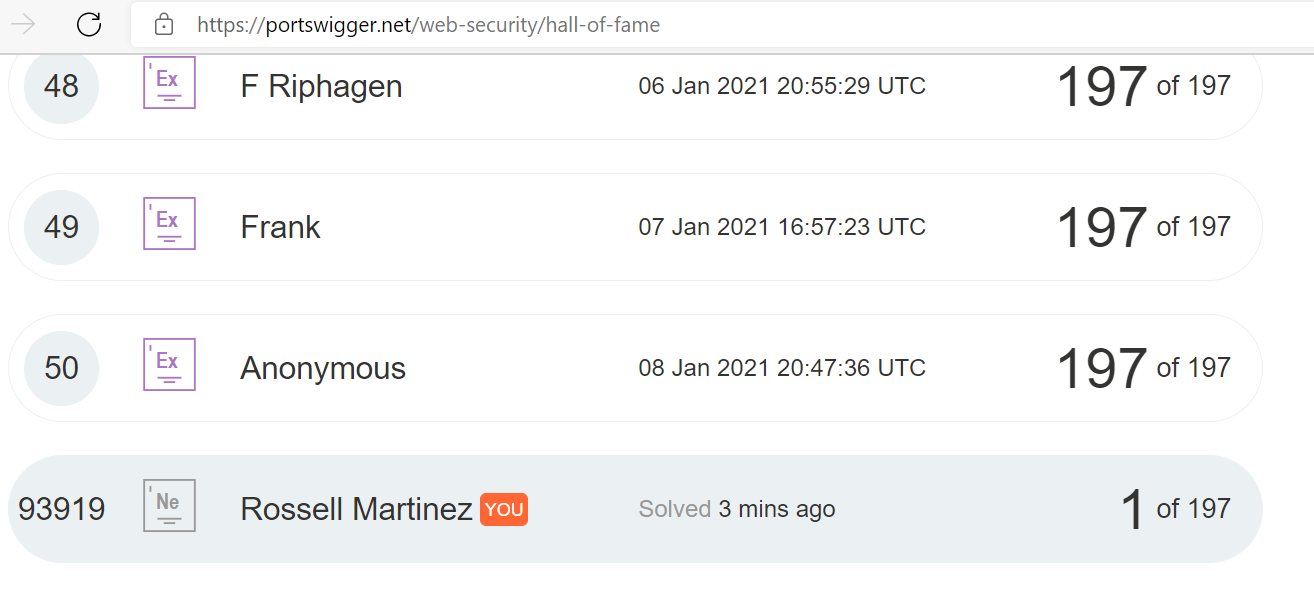 https://portswigger.net/web-security/hall-of-fame
48 'Ex F Riphagen 06 Jan 2021 20:55:29 UTC 197 of 197
49 'Ex Frank 07 Jan 2021 16:57:23 UTC 197 of 197
50 'Ex Anonymous 08 Jan 2021 20:47:36 UTC 197 of 197
93919 'Ne Rossell Martinez YOU Solved 3 mins ago 1 of 197